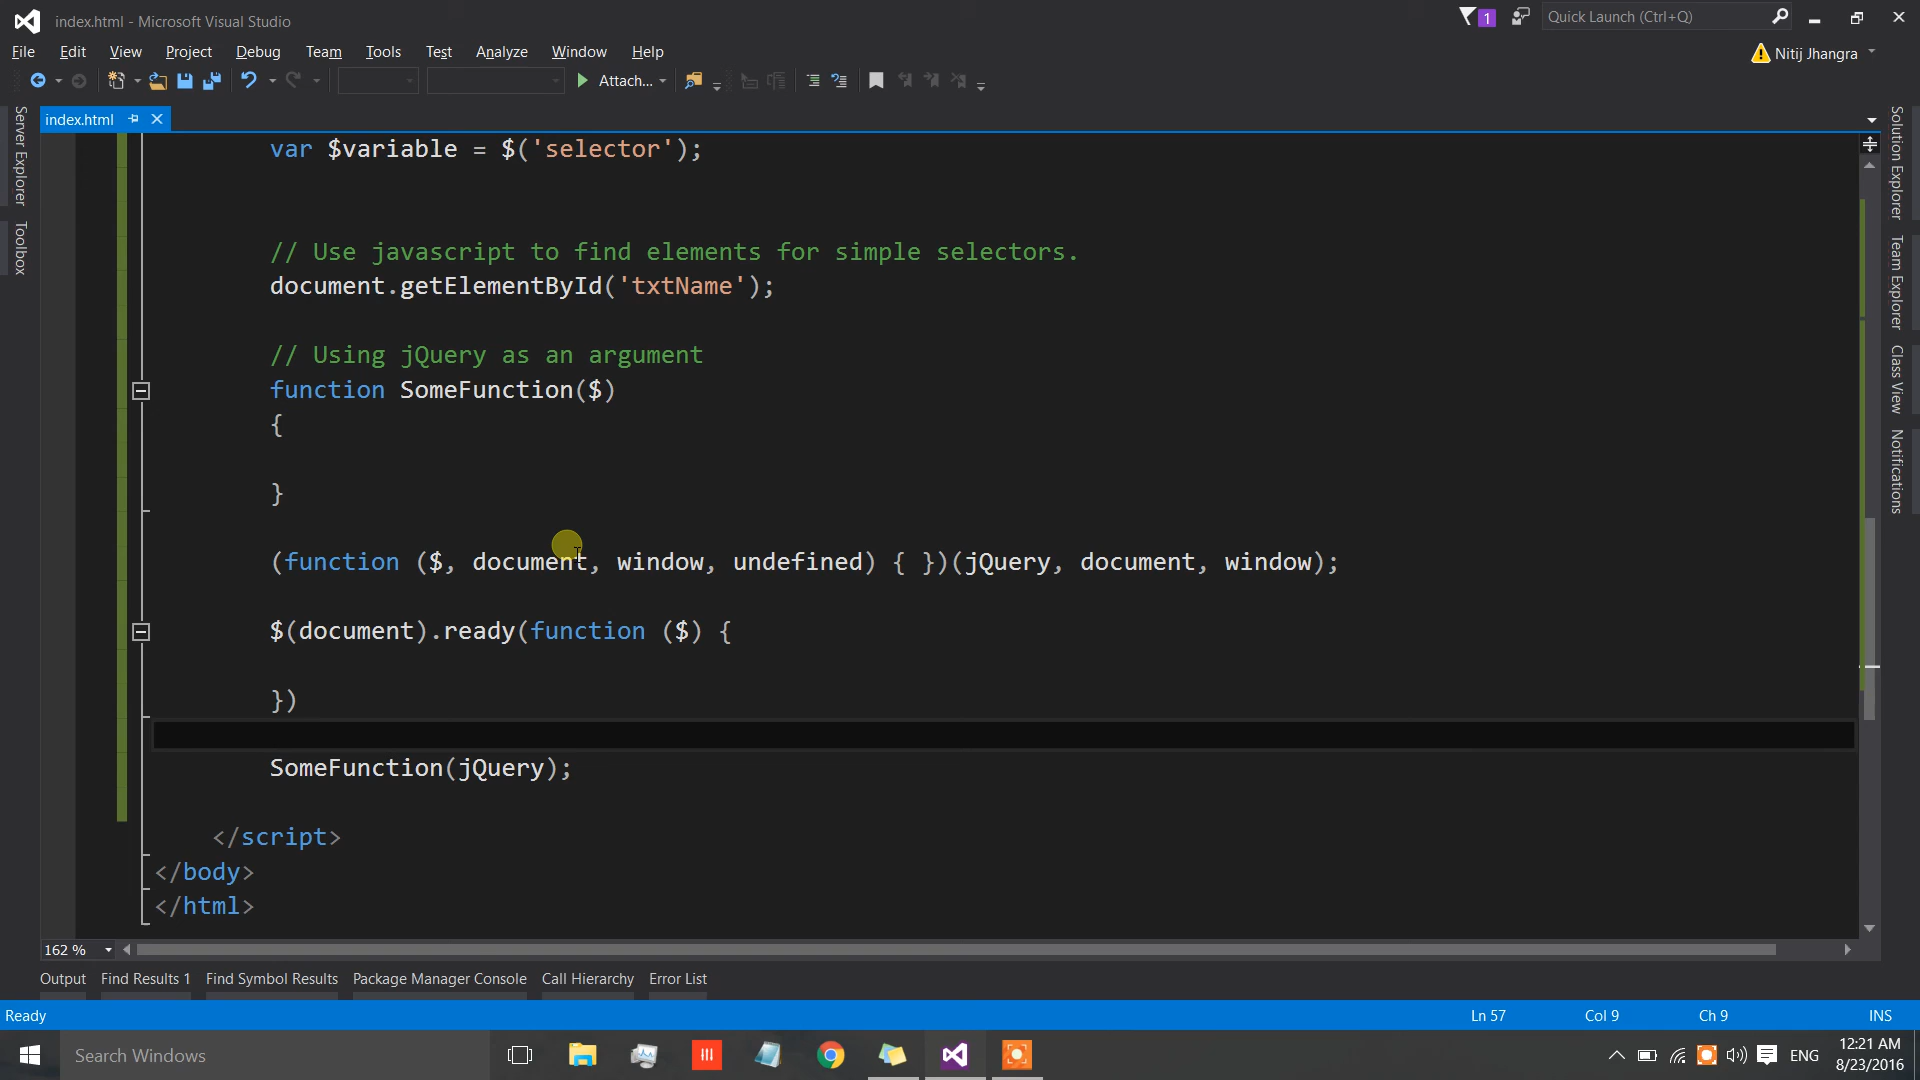 index.html - Microsoft Visual Studio
1
Quick Launch (Ctrl+Q)
File Edit View Project Debug Team Tools Test Analyze Window Help
Nitij Jhangra
Attach...
index.html
Server Explorer
Toolbox
Solution Explorer
Team Explorer
Class View
Notifications
var $variable = $('selector');
// Use javascript to find elements for simple selectors.
document.getElementById('txtName');
// Using jQuery as an argument
function SomeFunction($)
{
}
(function ($, document, window, undefined) { })(jQuery, document, window);
$(document).ready(function ($) {
})
SomeFunction(jQuery);
</script>
</body>
</html>
162 %
Output Find Results 1 Find Symbol Results Package Manager Console Call Hierarchy Error List
Ready Ln 57 Col 9 Ch 9 INS
Search Windows
ENG
12:21 AM
8/23/2016